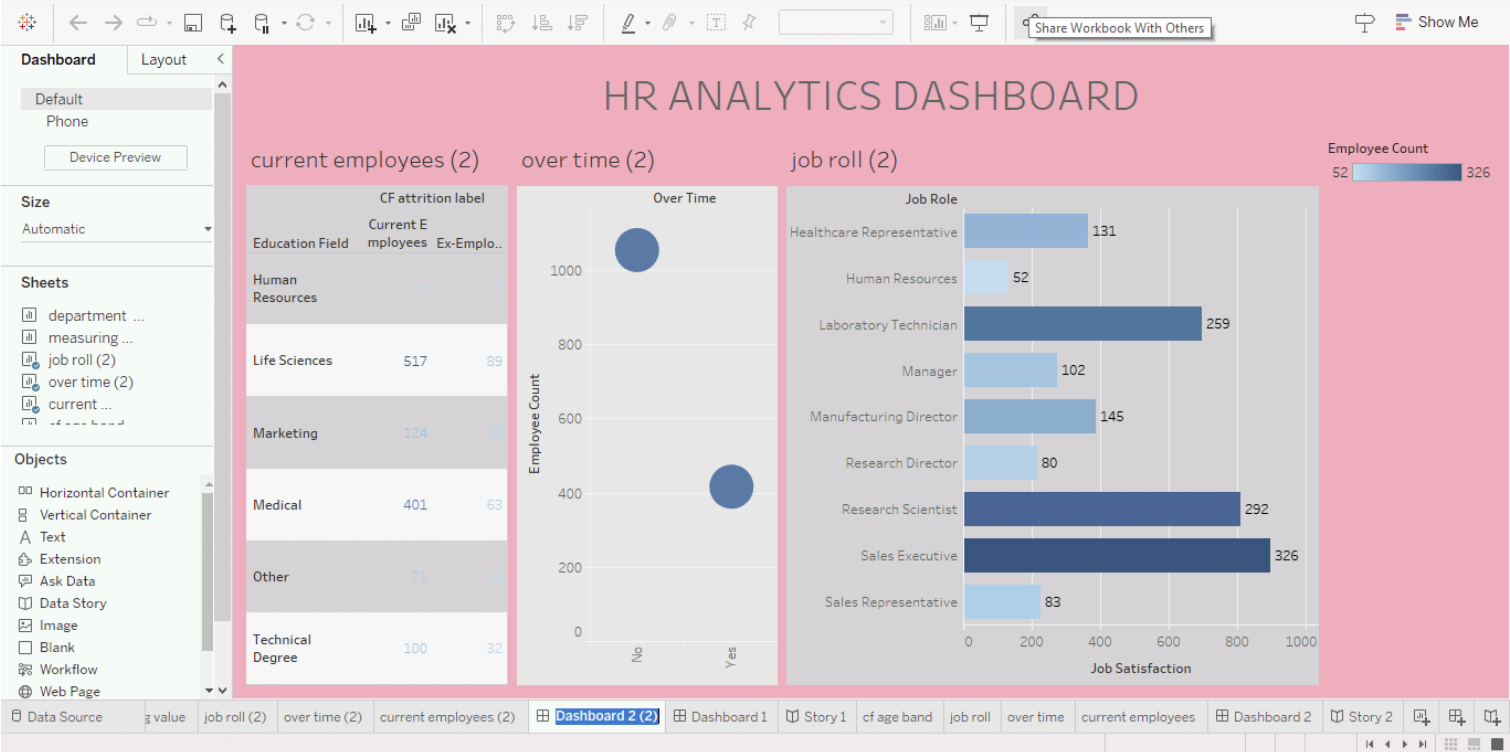 Share Workbook With Others
Show Me
Dashboard
Layout
Default
Phone
Device Preview
Size
Automatic
Sheets
department ...
measuring ...
job roll (2)
over time (2)
current ...
Objects
Horizontal Container
Vertical Container
Text
Extension
Ask Data
Data Story
Image
Blank
Workflow
Web Page
HR ANALYTICS DASHBOARD
current employees (2)
CF attrition label
Education Field
Current E
mployees
Ex-Emplo..
Human
Resources
Life Sciences 517 89
Marketing 124
Medical 401 63
Other 71
Technical
Degree
100 32
over time (2)
Over Time
Employee Count
1000
800
600
400
200
0
No
Yes
job roll (2)
Job Role
Healthcare Representative 131
Human Resources 52
Laboratory Technician 259
Manager 102
Manufacturing Director 145
Research Director 80
Research Scientist 292
Sales Executive 326
Sales Representative 83
0 200 400 600 800 1000
Job Satisfaction
Employee Count
52 326
Data Source
g value
job roll (2)
over time (2)
current employees (2)
Dashboard 2 (2)
Dashboard 1
Story 1
cf age band
job roll
over time
current employees
Dashboard 2
Story 2